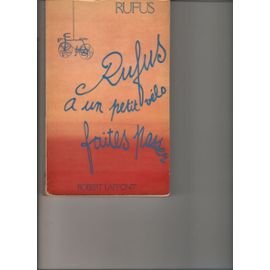 RUFUS
Rufus
a un petit vélo
faites passer
ROBERT LAFFONT